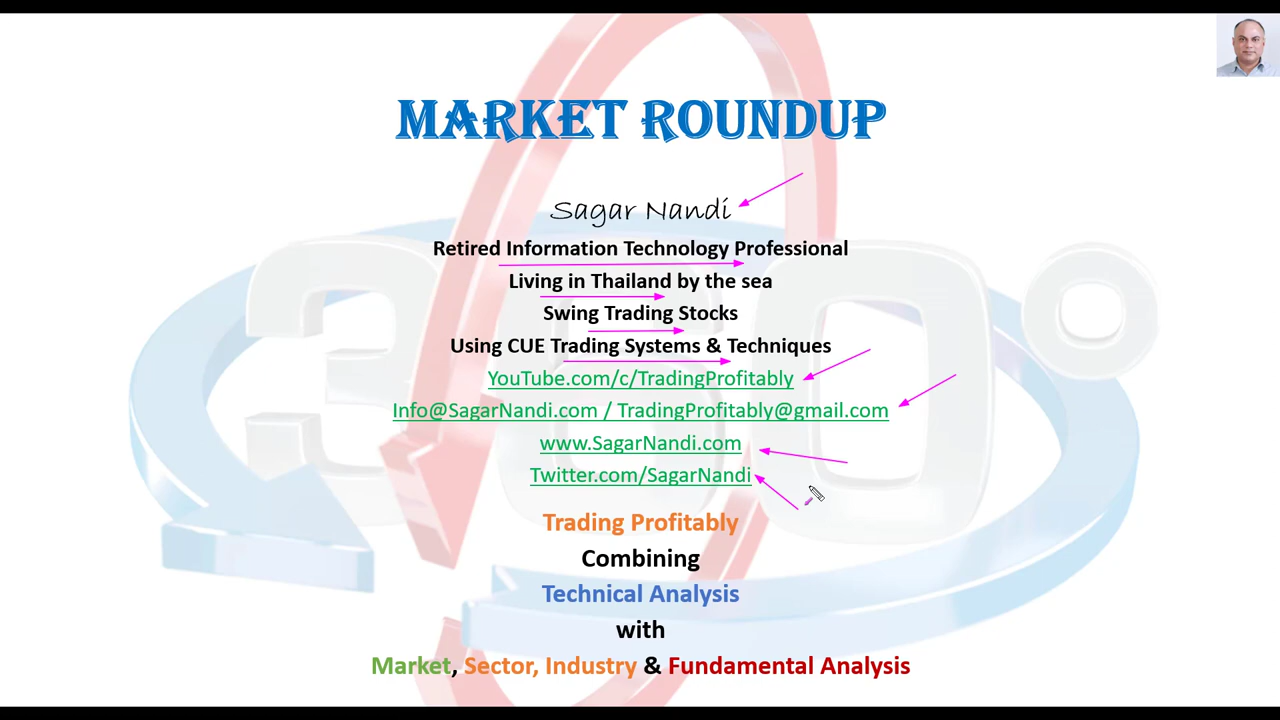 MARKET ROUNDUP
Sagar Nandi
Retired Information Technology Professional
Living in Thailand by the sea
Swing Trading Stocks
Using CUE Trading Systems & Techniques
YouTube.com/c/TradingProfitably
Info@SagarNandi.com / TradingProfitably@gmail.com
www.SagarNandi.com
Twitter.com/SagarNandi
Trading Profitably
Combining
Technical Analysis
with
Market, Sector, Industry & Fundamental Analysis
360°